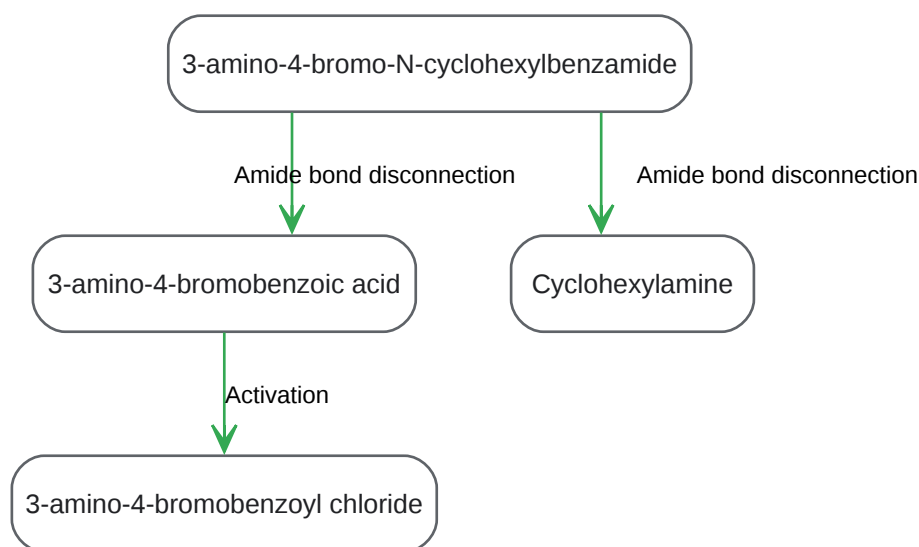 3-amino-4-bromo-N-cyclohexylbenzamide
Amide bond disconnection
Amide bond disconnection
3-amino-4-bromobenzoic acid
Cyclohexylamine
Activation
3-amino-4-bromobenzoyl chloride